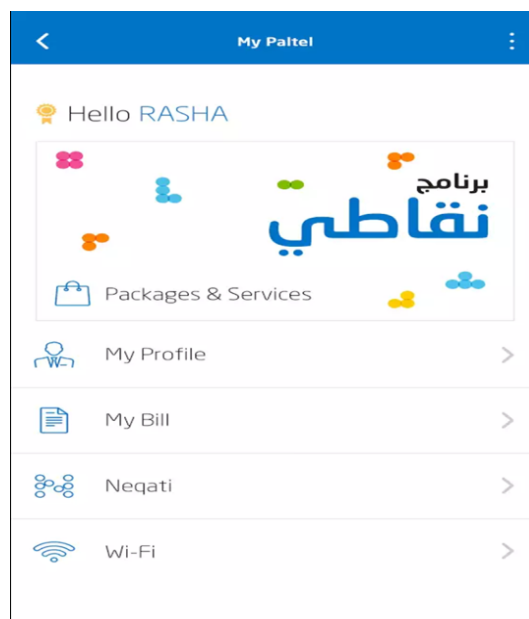 My Paltel
Hello RASHA
برنامج
نقاطي
Packages & Services
My Profile
My Bill
Neqati
Wi-Fi